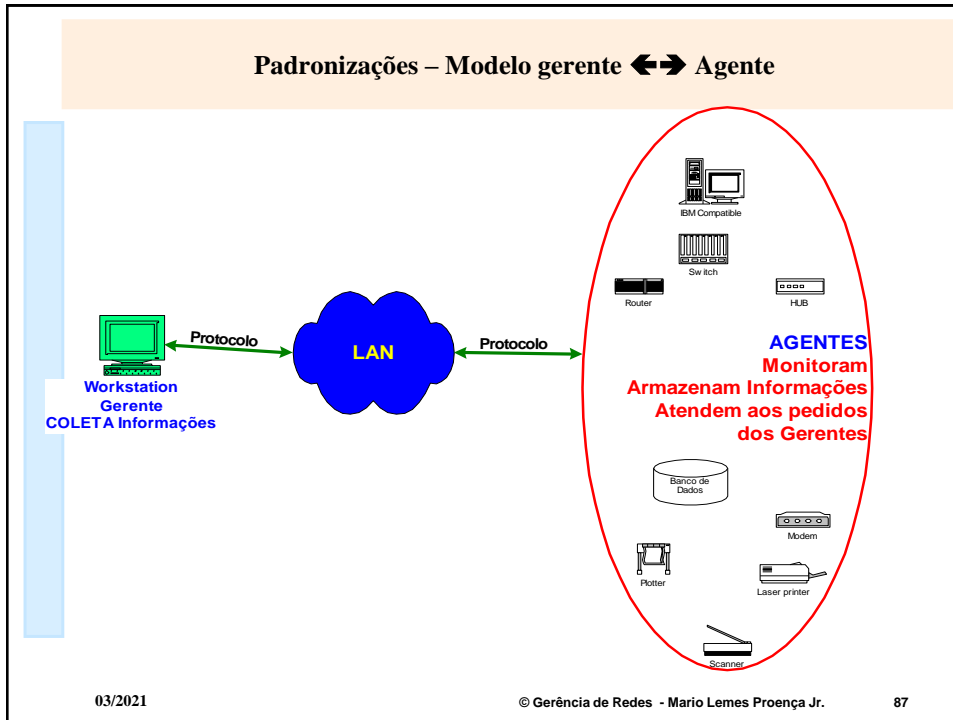 Padronizações – Modelo gerente 🡸🡺 Agente
IBM Compatible
Switch
Router
HUB
Protocolo
LAN
Protocolo
Workstation
Gerente
COLETA Informações
AGENTES
Monitoram
Armazenam Informações
Atendem aos pedidos
dos Gerentes
Banco de
Dados
Modem
Plotter
Laser printer
Scanner
03/2021
© Gerência de Redes - Mario Lemes Proença Jr.
87